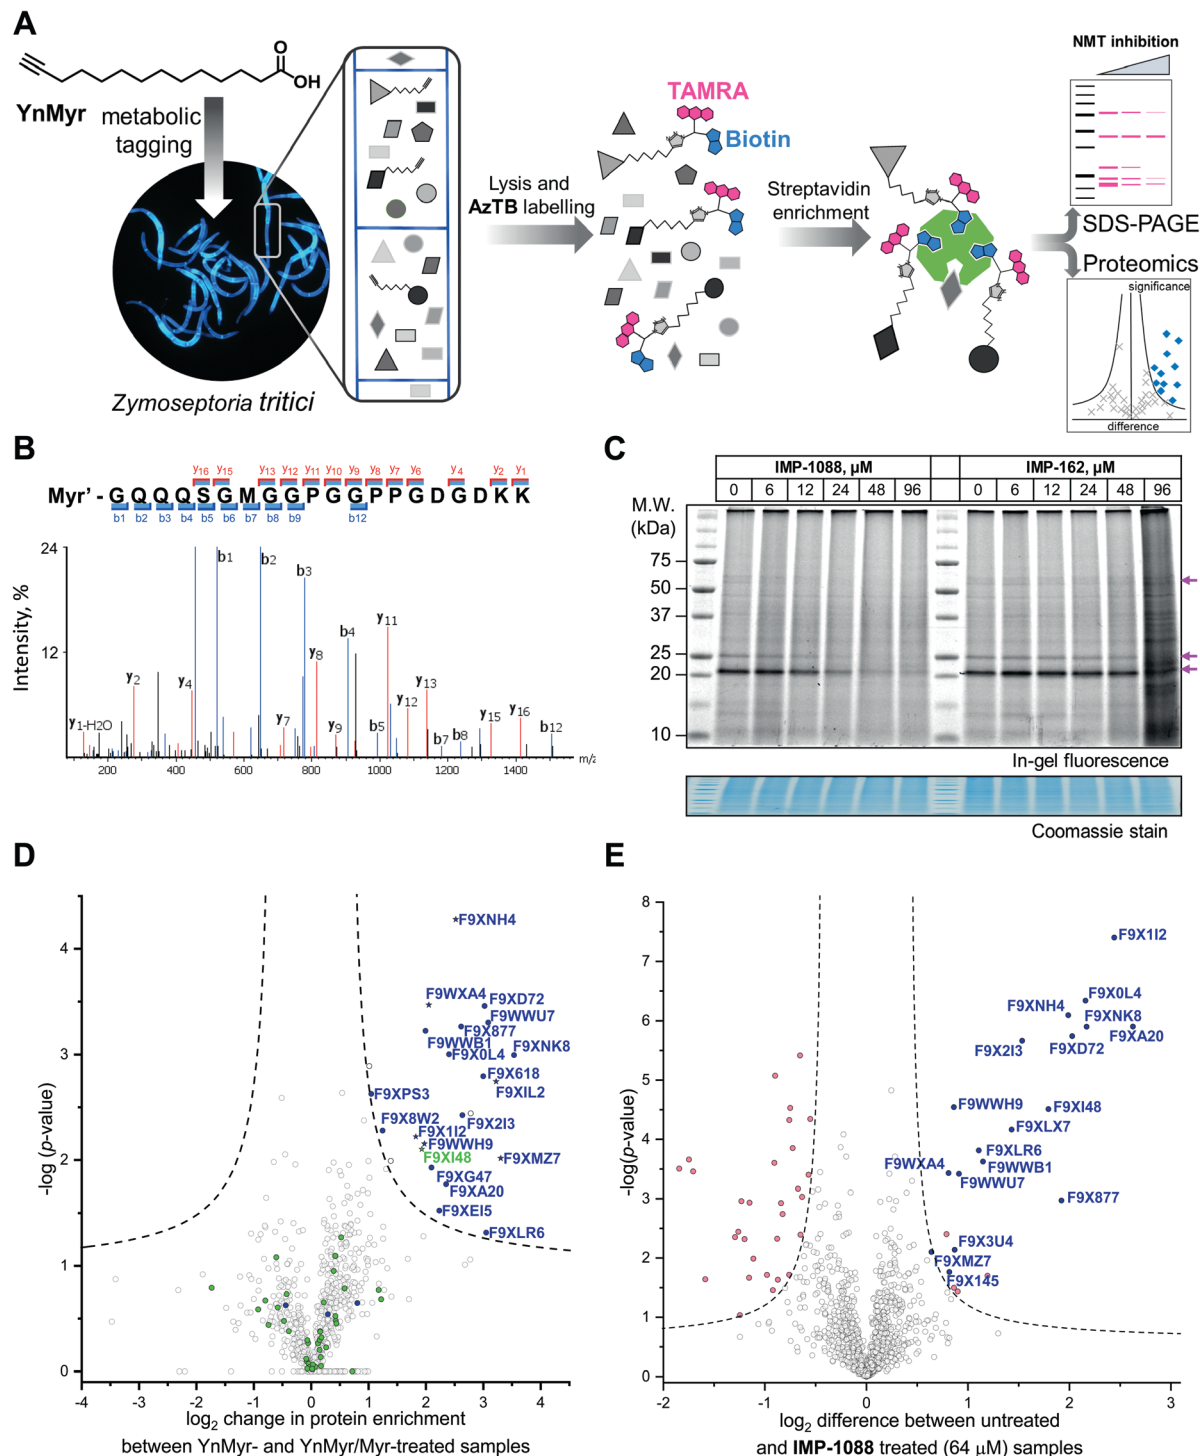 A
YnMyr
O
OH
metabolic
tagging
Zymoseptoria tritici
Lysis and
AzTB labelling
TAMRA
Biotin
Streptavidin
enrichment
NMT inhibition
SDS-PAGE
Proteomics
significance
difference
B
y16 y15 y13 y12 y11 y10 y9 y8 y7 y6 y4 y2 y1
Myr' - G Q Q Q S G M G G P G G P P G D G D K K
b1 b2 b3 b4 b5 b6 b7 b8 b9 b12
Intensity, %
24
12
y1-H2O
y2
y4
b1
b2
b3
y7
y8
y9
b4
b5
y11
y12
y13
b7
b8
y15
y16
b12
200 400 600 800 1000 1200 1400 m/z
C
IMP-1088, µM IMP-162, µM
0 6 12 24 48 96 0 6 12 24 48 96
M.W.
(kDa)
75
50
37
25
20
10
In-gel fluorescence
Coomassie stain
D
-log (p-value)
4
3
2
1
0
F9XNH4
F9WXA4
F9XD72
F9WWU7
F9X877
F9WWB1
F9X0L4
F9XNK8
F9X618
F9XIL2
F9XPS3
F9X2I3
F9X8W2
F9X1I2
F9WWH9
F9XI48
F9XMZ7
F9XG47
F9XA20
F9XEI5
F9XLR6
-4 -3 -2 -1 0 1 2 3 4
log2 change in protein enrichment
between YnMyr- and YnMyr/Myr-treated samples
E
-log(p-value)
8
7
6
5
4
3
2
1
0
F9X1I2
F9X0L4
F9XNH4
F9XNK8
F9XA20
F9XD72
F9X2I3
F9WWH9
F9XI48
F9XLX7
F9XLR6
F9WXA4
F9WWB1
F9WWU7
F9X877
F9X3U4
F9XMZ7
F9X145
-2 -1 0 1 2 3
log2 difference between untreated
and IMP-1088 treated (64 µM) samples